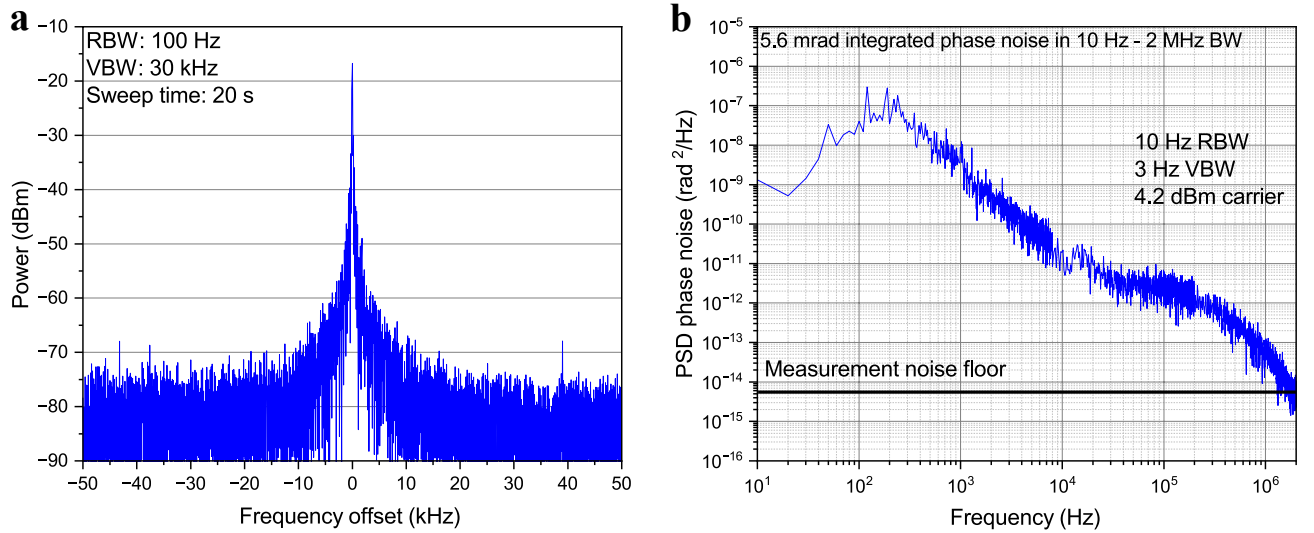 a
RBW: 100 Hz
VBW: 30 kHz
Sweep time: 20 s
Power (dBm)
−10
−20
−30
−40
−50
−60
−70
−80
−90
−50 −40 −30 −20 −10 0 10 20 30 40 50
Frequency offset (kHz)
b
5.6 mrad integrated phase noise in 10 Hz - 2 MHz BW
10 Hz RBW
3 Hz VBW
4.2 dBm carrier
Measurement noise floor
PSD phase noise (rad ²/Hz)
10⁻⁵
10⁻⁶
10⁻⁷
10⁻⁸
10⁻⁹
10⁻¹⁰
10⁻¹¹
10⁻¹²
10⁻¹³
10⁻¹⁴
10⁻¹⁵
10⁻¹⁶
10¹ 10² 10³ 10⁴ 10⁵ 10⁶
Frequency (Hz)